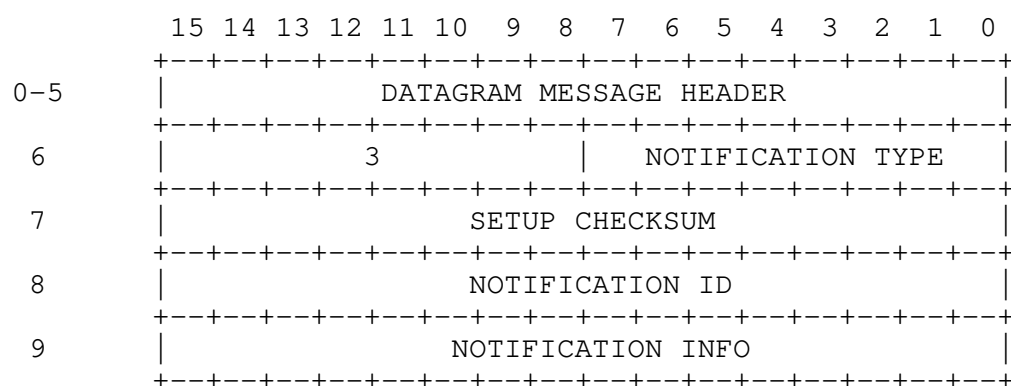 15 14 13 12 11 10 9 8 7 6 5 4 3 2 1 0
+--+--+--+--+--+--+--+--+--+--+--+--+--+--+--+--+
0-5 | DATAGRAM MESSAGE HEADER |
+--+--+--+--+--+--+--+--+--+--+--+--+--+--+--+--+
6 | 3 | NOTIFICATION TYPE |
+--+--+--+--+--+--+--+--+--+--+--+--+--+--+--+--+
7 | SETUP CHECKSUM |
+--+--+--+--+--+--+--+--+--+--+--+--+--+--+--+--+
8 | NOTIFICATION ID |
+--+--+--+--+--+--+--+--+--+--+--+--+--+--+--+--+
9 | NOTIFICATION INFO |
+--+--+--+--+--+--+--+--+--+--+--+--+--+--+--+--+